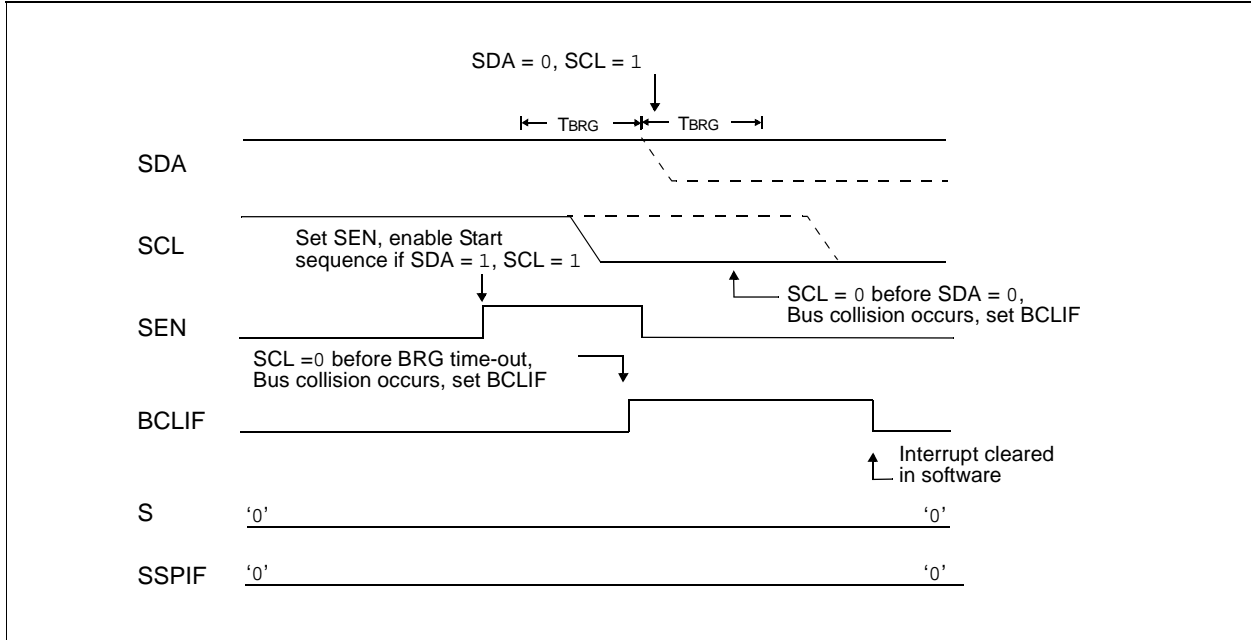 SDA = 0, SCL = 1
TBRG TBRG
SDA
SCL
Set SEN, enable Start
sequence if SDA = 1, SCL = 1
SCL = 0 before SDA = 0,
Bus collision occurs, set BCLIF
SEN
SCL =0 before BRG time-out,
Bus collision occurs, set BCLIF
BCLIF
Interrupt cleared
in software
S '0' '0'
SSPIF '0' '0'